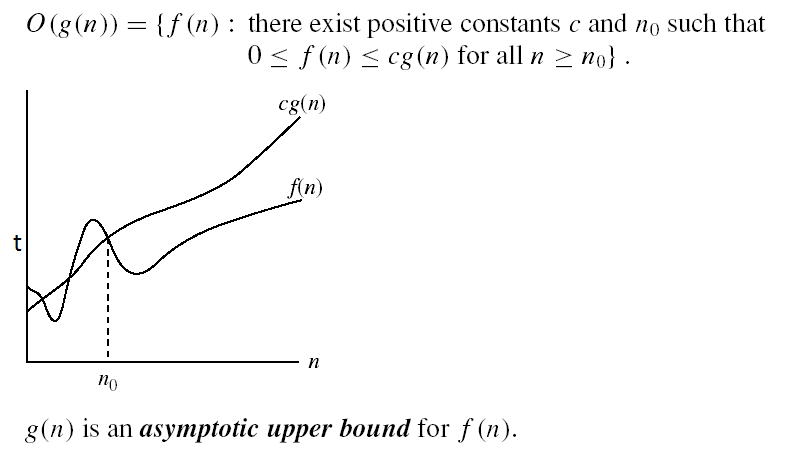 O(g(n)) = {f(n) : there exist positive constants c and n₀ such that
0 ≤ f(n) ≤ cg(n) for all n ≥ n₀} .
cg(n)
f(n)
t
n
n₀
g(n) is an asymptotic upper bound for f(n).